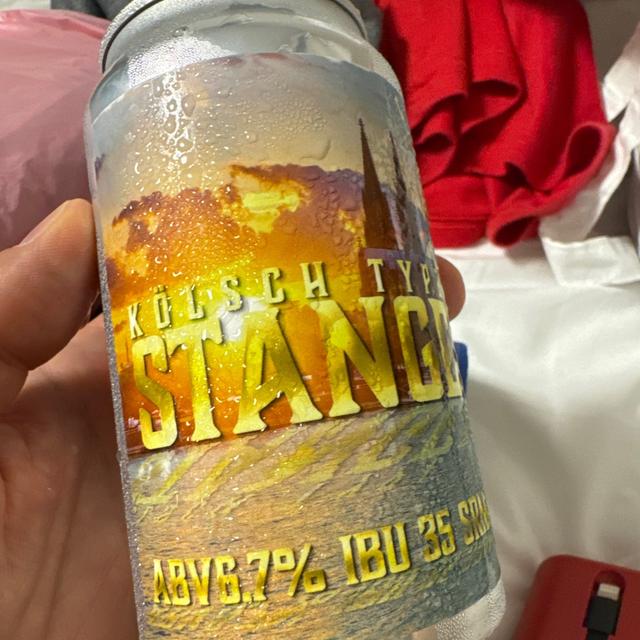 KÖLSCH TYP
STANG
ABV6.7% IBU 35 SRM